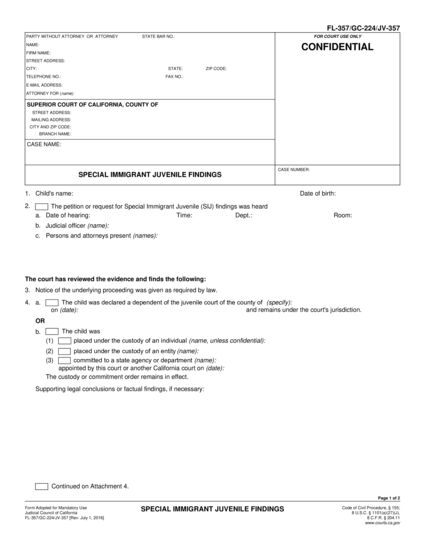 FL-357/GC-224/JV-357
PARTY WITHOUT ATTORNEY OR ATTORNEY STATE BAR NO.: FOR COURT USE ONLY
NAME: CONFIDENTIAL
FIRM NAME:
STREET ADDRESS:
CITY: STATE: ZIP CODE:
TELEPHONE NO.: FAX NO.:
E-MAIL ADDRESS:
ATTORNEY FOR (name):
SUPERIOR COURT OF CALIFORNIA, COUNTY OF
STREET ADDRESS:
MAILING ADDRESS:
CITY AND ZIP CODE:
BRANCH NAME:
CASE NAME:
SPECIAL IMMIGRANT JUVENILE FINDINGS CASE NUMBER:
1. Child's name: Date of birth:
2. The petition or request for Special Immigrant Juvenile (SIJ) findings was heard
a. Date of hearing: Time: Dept.: Room:
b. Judicial officer (name):
c. Persons and attorneys present (names):
The court has reviewed the evidence and finds the following:
3. Notice of the underlying proceeding was given as required by law.
4. a. The child was declared a dependent of the juvenile court of the county of (specify):
on (date): and remains under the court's jurisdiction.
OR
b. The child was
(1) placed under the custody of an individual (name, unless confidential):
(2) placed under the custody of an entity (name):
(3) committed to a state agency or department (name):
appointed by this court or another California court on (date):
The custody or commitment order remains in effect.
Supporting legal conclusions or factual findings, if necessary:
Continued on Attachment 4.
Page 1 of 2
Form Adopted for Mandatory Use
Judicial Council of California
FL-357/GC-224/JV-357 [Rev. July 1, 2016]
SPECIAL IMMIGRANT JUVENILE FINDINGS
Code of Civil Procedure, § 155;
8 U.S.C. § 1101(a)(27)(J),
8 C.F.R. § 204.11
www.courts.ca.gov